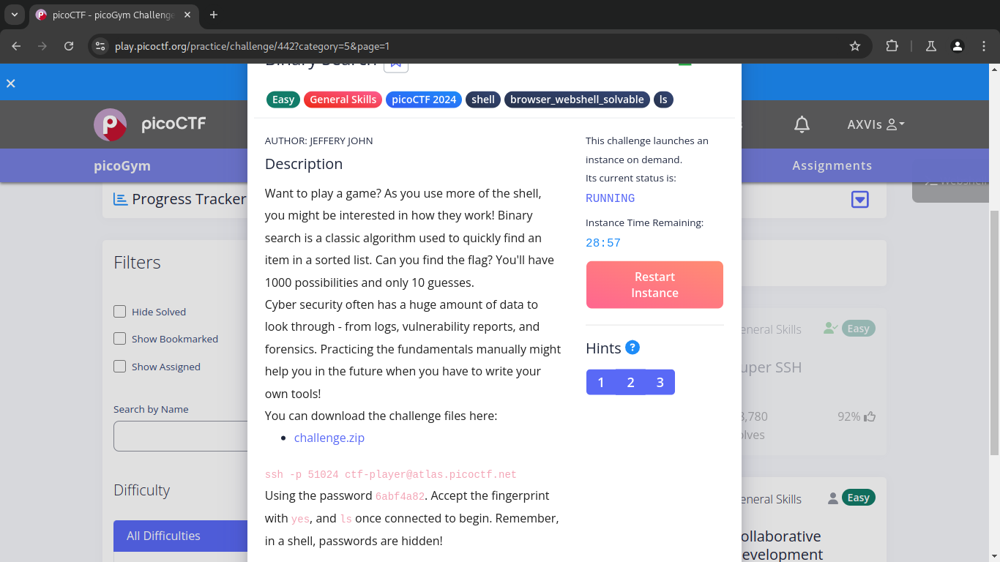 picoCTF - picoGym Challenge
play.picoctf.org/practice/challenge/442?category=5&page=1
Binary Search
Easy General Skills picoCTF 2024 shell browser_webshell_solvable ls
picoCTF
AXVIs
picoGym
Assignments
Progress Tracker
AUTHOR: JEFFERY JOHN
Description
Want to play a game? As you use more of the shell,
you might be interested in how they work! Binary
search is a classic algorithm used to quickly find an
item in a sorted list. Can you find the flag? You'll have
1000 possibilities and only 10 guesses.
Cyber security often has a huge amount of data to
look through - from logs, vulnerability reports, and
forensics. Practicing the fundamentals manually might
help you in the future when you have to write your
own tools!
You can download the challenge files here:
• challenge.zip
ssh -p 51024 ctf-player@atlas.picoctf.net
Using the password 6abf4a82. Accept the fingerprint
with yes, and ls once connected to begin. Remember,
in a shell, passwords are hidden!
This challenge launches an
instance on demand.
Its current status is:
RUNNING
Instance Time Remaining:
28:57
Restart
Instance
Hints ?
1 2 3
Filters
Hide Solved
Show Bookmarked
Show Assigned
Search by Name
Difficulty
All Difficulties
eneral Skills
Easy
uper SSH
,780
olves
92%
eneral Skills
Easy
ollaborative
evelopment